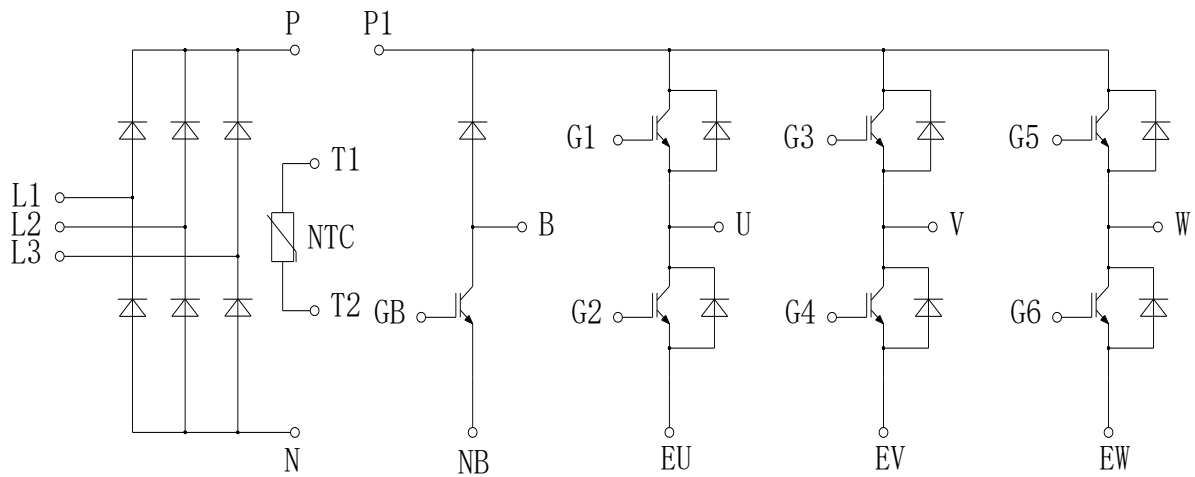 P P1
T1
G1 G3 G5
L1
L2
L3
NTC
B U V W
T2
GB G2 G4 G6
N NB EU EV EW